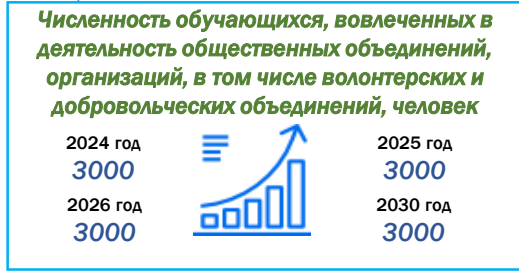 Численность обучающихся, вовлеченных в
деятельность общественных объединений,
организаций, в том числе волонтерских и
добровольческих объединений, человек
2024 год
3000
2025 год
3000
2026 год
3000
2030 год
3000